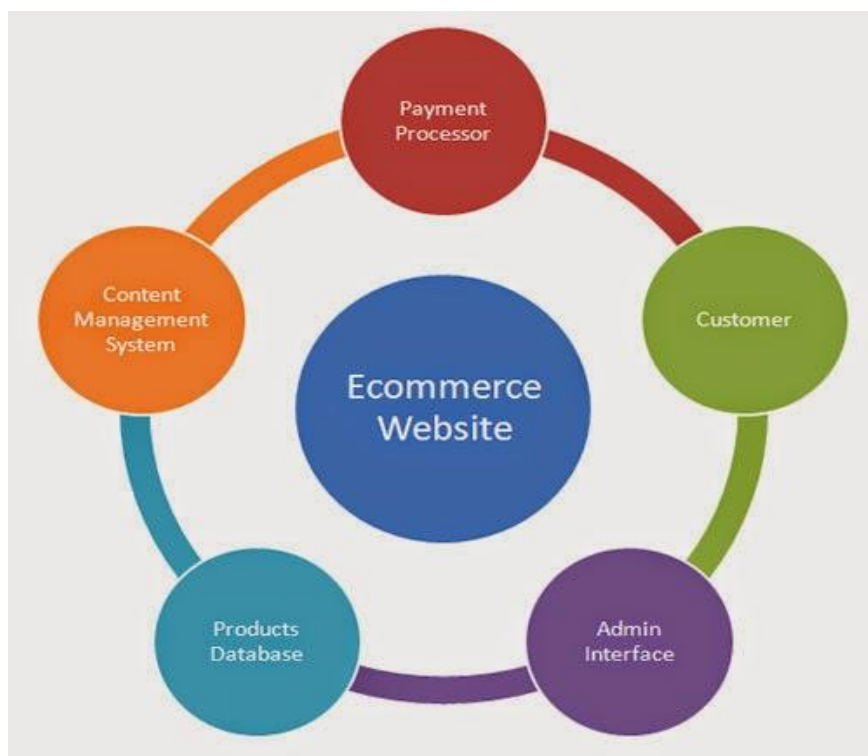 Payment
Processor
Content
Management
System
Customer
Ecommerce
Website
Products
Database
Admin
Interface